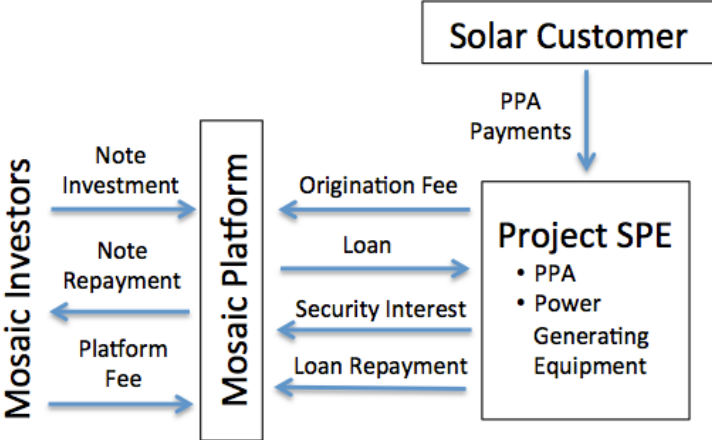 Solar Customer
PPA
Payments
Mosaic Investors
Note
Investment
Note
Repayment
Platform
Fee
Mosaic Platform
Origination Fee
Loan
Security Interest
Loan Repayment
Project SPE
• PPA
• Power
Generating
Equipment